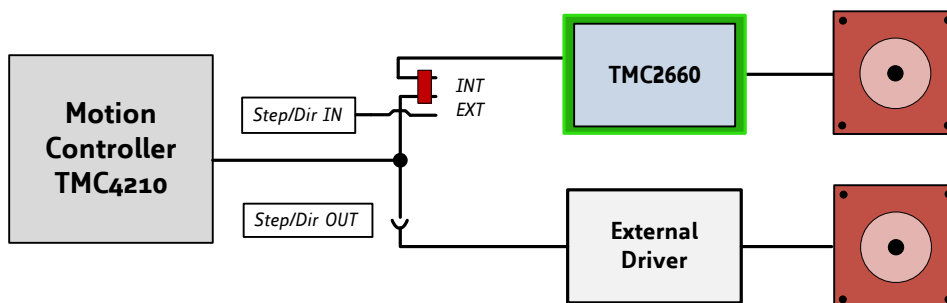 Motion
Controller
TMC4210
Step/Dir IN
INT
EXT
TMC2660
Step/Dir OUT
External
Driver